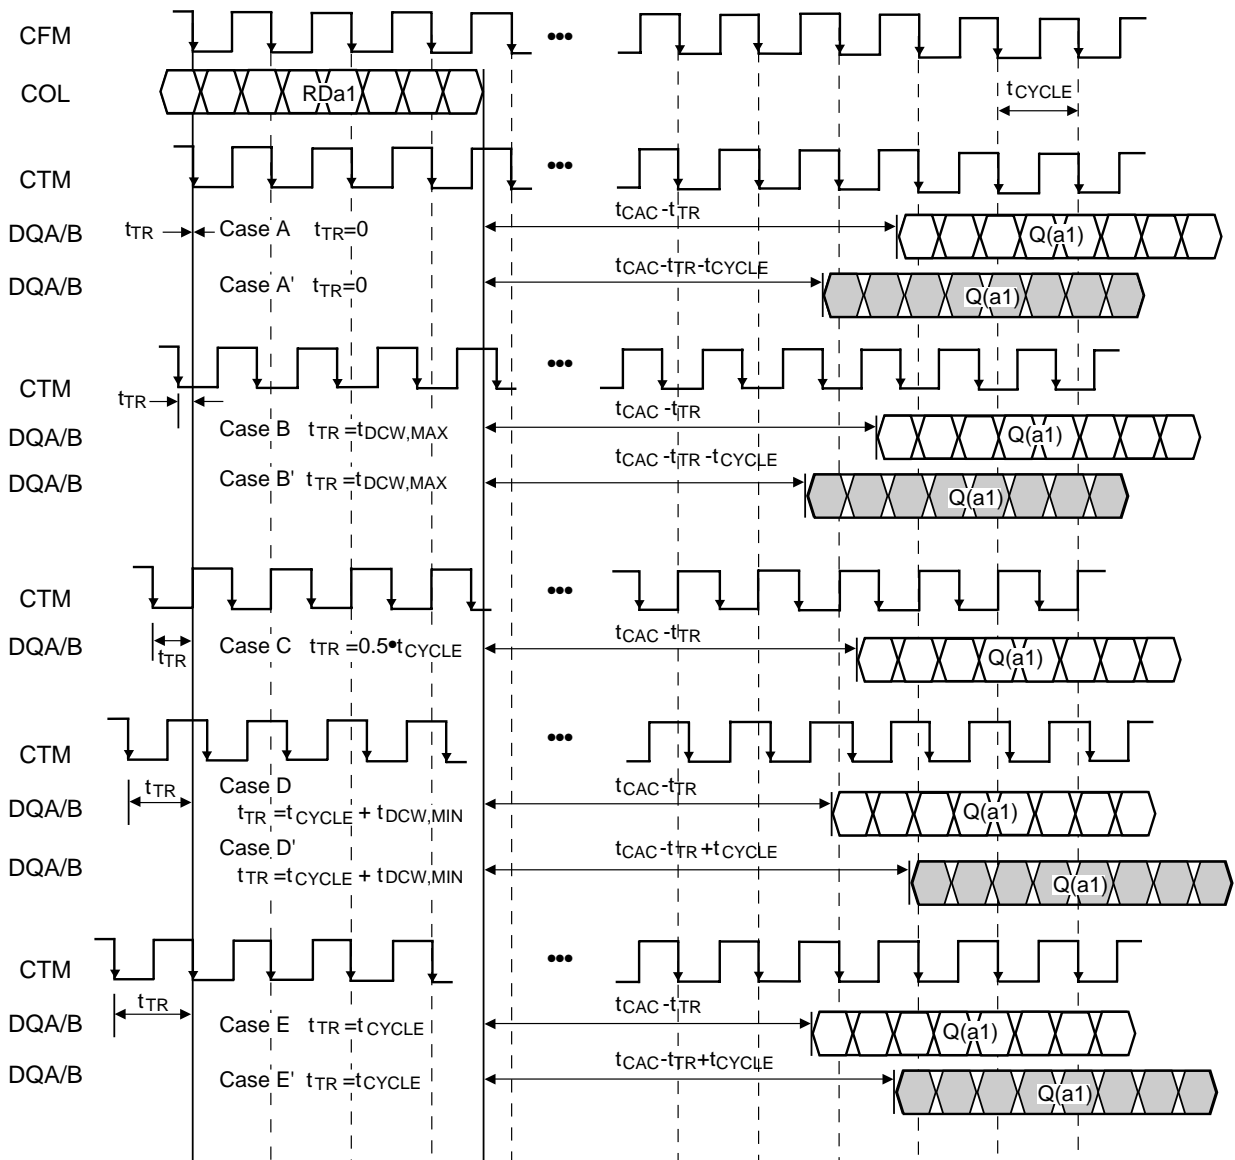 CFM
•••
COL
RDa1
tCYCLE
CTM
•••
DQA/B
tTR
Case A tTR=0
tCAC-tTR
Q(a1)
DQA/B
Case A' tTR=0
tCAC-tTR-tCYCLE
Q(a1)
CTM
•••
tTR
DQA/B
Case B tTR=tDCW,MAX
tCAC-tTR
Q(a1)
DQA/B
Case B' tTR=tDCW,MAX
tCAC-tTR-tCYCLE
Q(a1)
CTM
•••
DQA/B
tTR
Case C tTR=0.5•tCYCLE
tCAC-tTR
Q(a1)
CTM
•••
tTR
DQA/B
Case D
tTR=tCYCLE + tDCW,MIN
tCAC-tTR
Q(a1)
DQA/B
Case D'
tTR=tCYCLE + tDCW,MIN
tCAC-tTR+tCYCLE
Q(a1)
CTM
•••
tTR
DQA/B
Case E tTR=tCYCLE
tCAC-tTR
Q(a1)
DQA/B
Case E' tTR=tCYCLE
tCAC-tTR+tCYCLE
Q(a1)